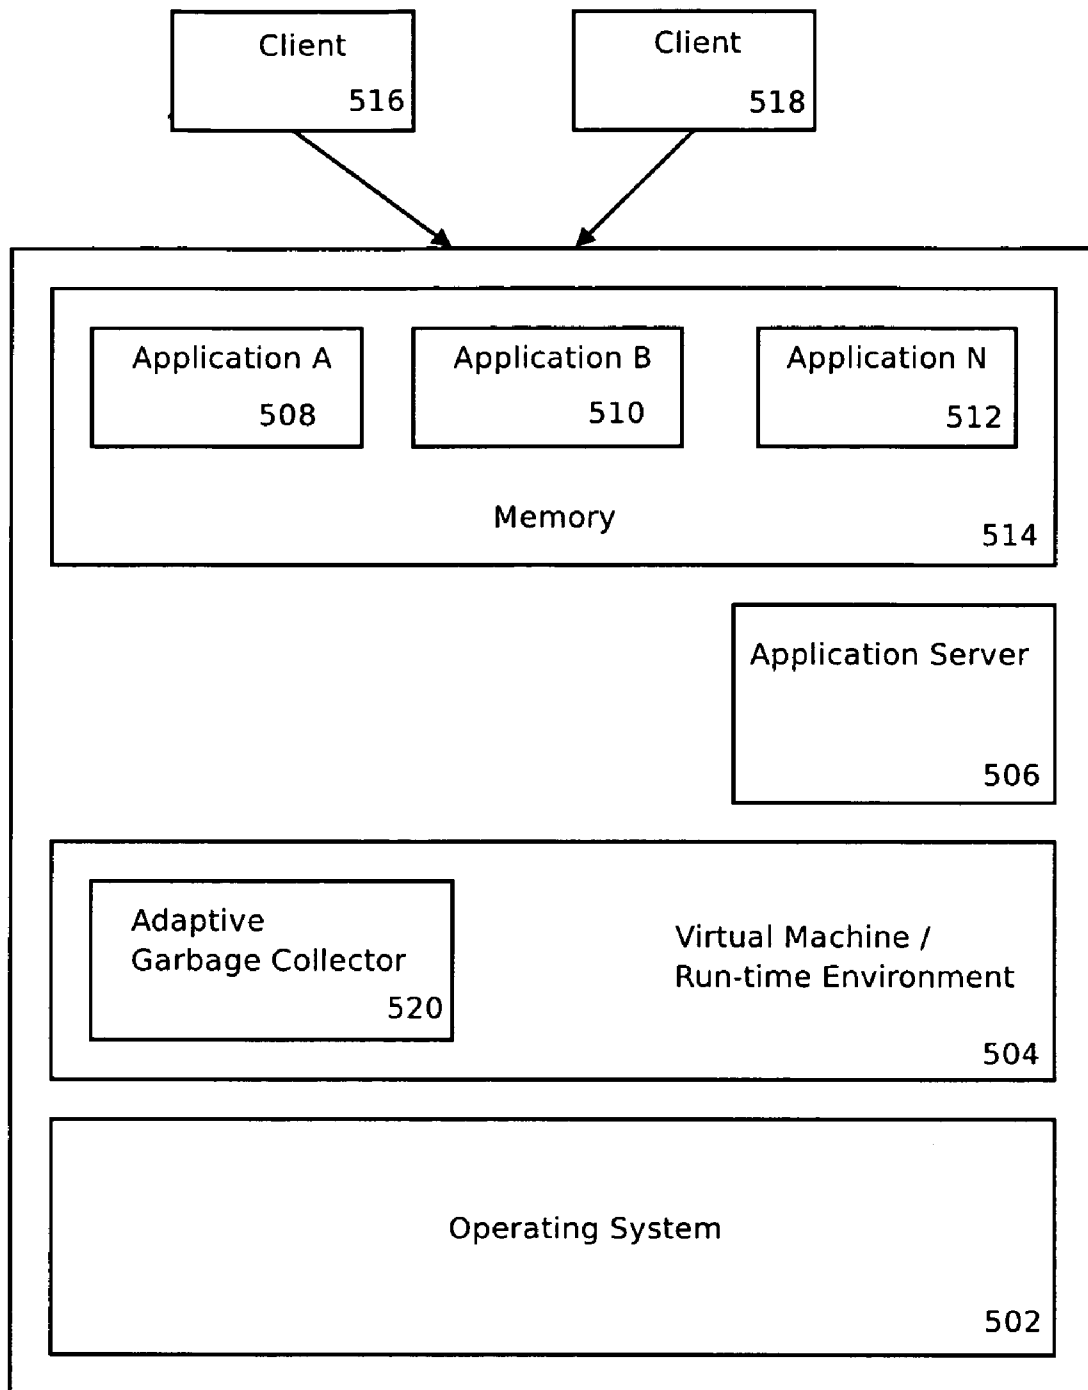 Client
516
Client
518
Application A
508
Application B
510
Application N
512
Memory
514
Application Server
506
Adaptive
Garbage Collector
520
Virtual Machine /
Run-time Environment
504
Operating System
502